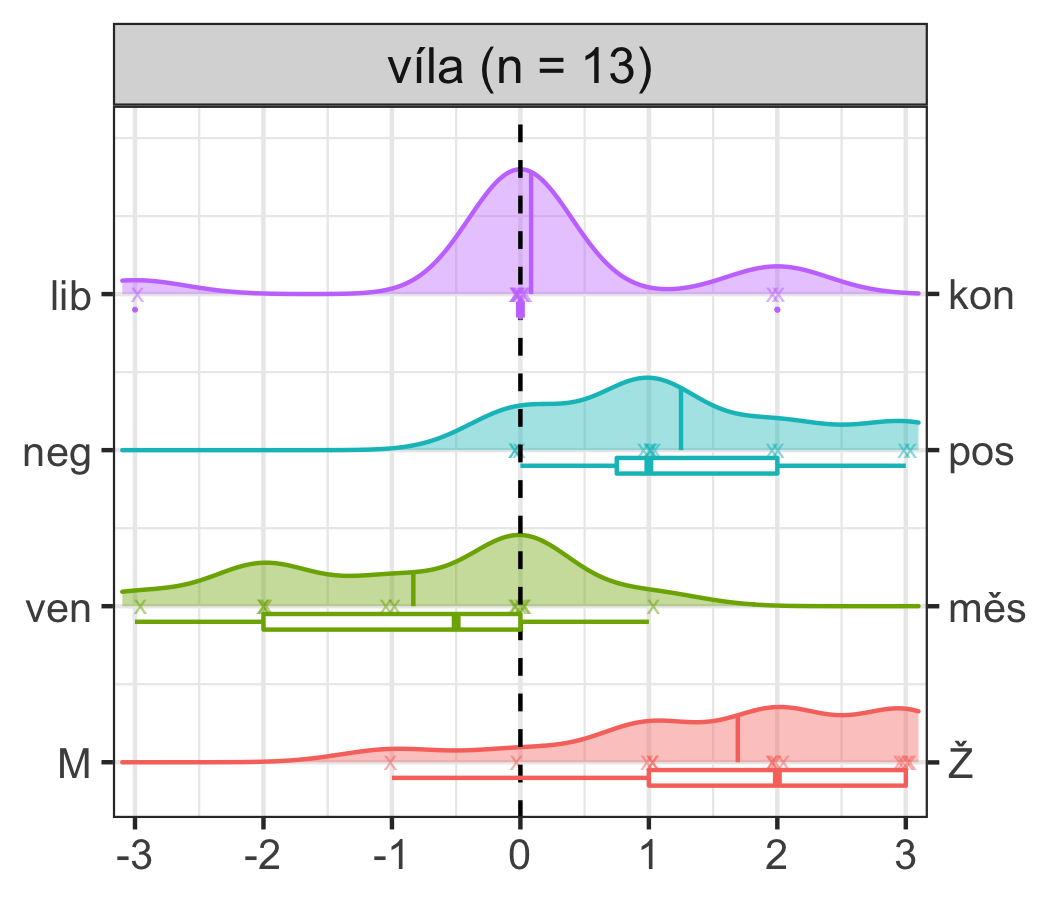 víla (n = 13)
lib kon
neg pos
ven měs
M Ž
-3 -2 -1 0 1 2 3